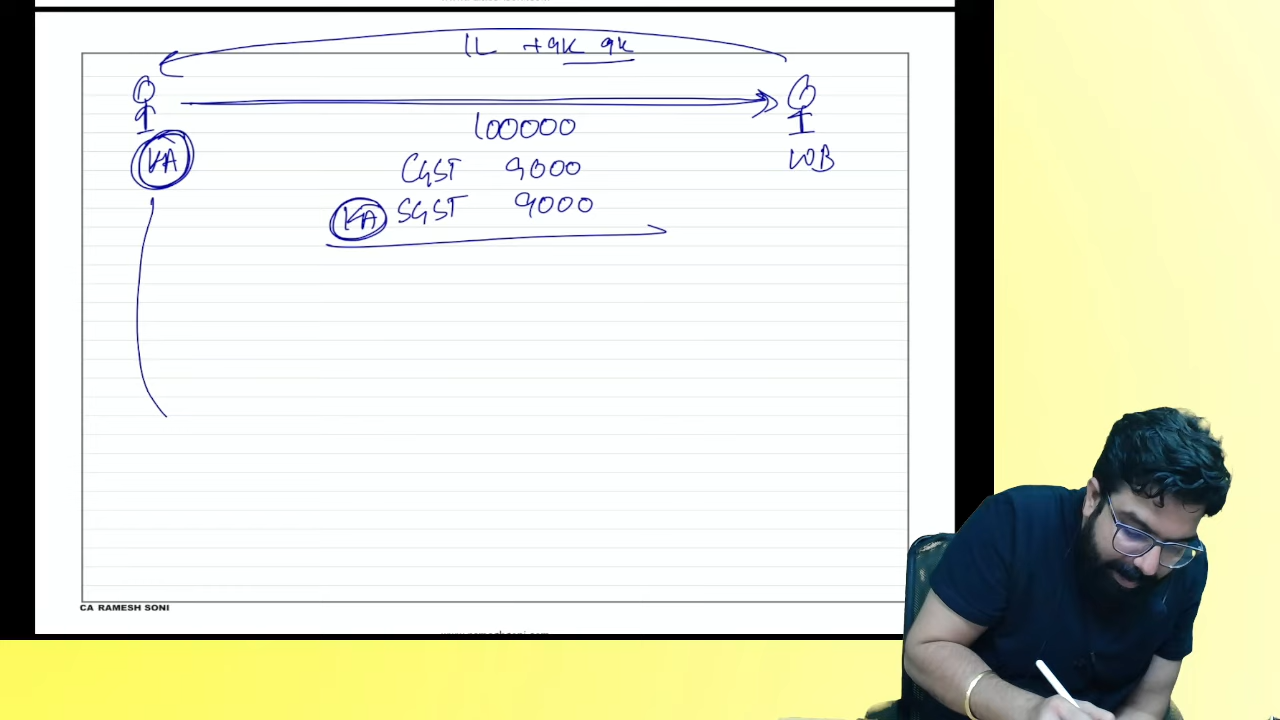 1L +9K 9K
100000
KA
WB
CGST 9000
KA SGST 9000
CA RAMESH SONI